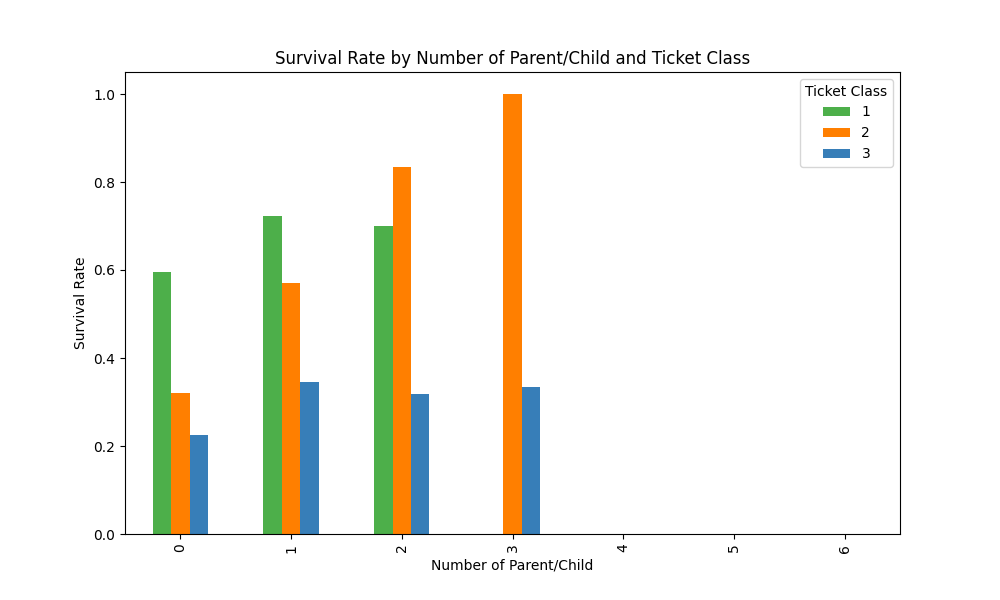 Survival Rate by Number of Parent/Child and Ticket Class
Ticket Class
1
2
3
1.0
0.8
0.6
0.4
0.2
0.0
Survival Rate
0 1 2 3 4 5 6
Number of Parent/Child